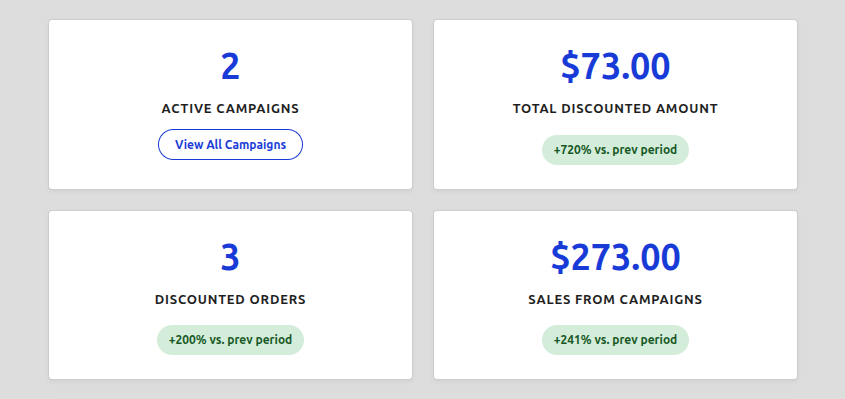 2
ACTIVE CAMPAIGNS
View All Campaigns
$73.00
TOTAL DISCOUNTED AMOUNT
+720% vs. prev period
3
DISCOUNTED ORDERS
+200% vs. prev period
$273.00
SALES FROM CAMPAIGNS
+241% vs. prev period